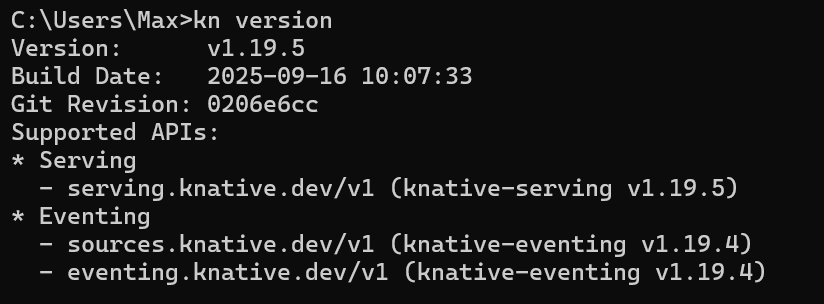 C:\Users\Max>kn version
Version:      v1.19.5
Build Date:   2025-09-16 10:07:33
Git Revision: 0206e6cc
Supported APIs:
* Serving
  - serving.knative.dev/v1 (knative-serving v1.19.5)
* Eventing
  - sources.knative.dev/v1 (knative-eventing v1.19.4)
  - eventing.knative.dev/v1 (knative-eventing v1.19.4)